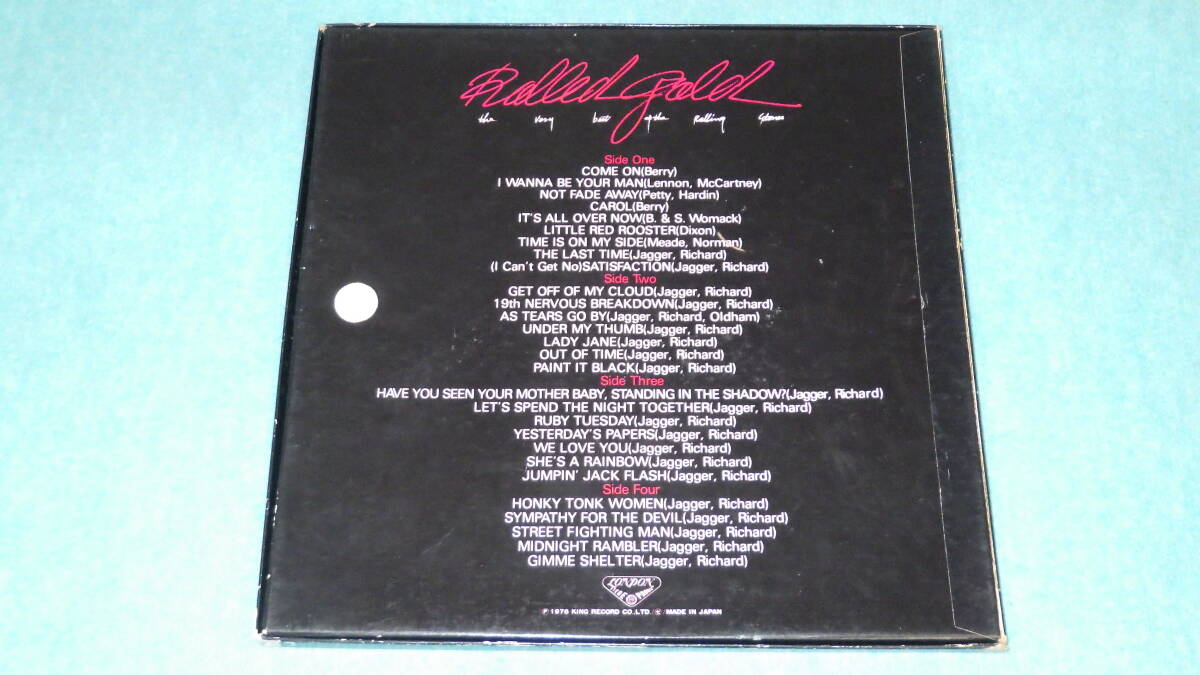 Rolled Gold
the very best of the Rolling Stones
Side One
COME ON(Berry)
I WANNA BE YOUR MAN(Lennon, McCartney)
NOT FADE AWAY(Petty, Hardin)
CAROL(Berry)
IT'S ALL OVER NOW(B. & S. Womack)
LITTLE RED ROOSTER(Dixon)
TIME IS ON MY SIDE(Meade, Norman)
THE LAST TIME(Jagger, Richard)
(I Can't Get No)SATISFACTION(Jagger, Richard)
Side Two
GET OFF OF MY CLOUD(Jagger, Richard)
19th NERVOUS BREAKDOWN(Jagger, Richard)
AS TEARS GO BY(Jagger, Richard, Oldham)
UNDER MY THUMB(Jagger, Richard)
LADY JANE(Jagger, Richard)
OUT OF TIME(Jagger, Richard)
PAINT IT BLACK(Jagger, Richard)
Side Three
HAVE YOU SEEN YOUR MOTHER BABY, STANDING IN THE SHADOW?(Jagger, Richard)
LET'S SPEND THE NIGHT TOGETHER(Jagger, Richard)
RUBY TUESDAY(Jagger, Richard)
YESTERDAY'S PAPERS(Jagger, Richard)
WE LOVE YOU(Jagger, Richard)
SHE'S A RAINBOW(Jagger, Richard)
JUMPIN' JACK FLASH(Jagger, Richard)
Side Four
HONKY TONK WOMEN(Jagger, Richard)
SYMPATHY FOR THE DEVIL(Jagger, Richard)
STREET FIGHTING MAN(Jagger, Richard)
MIDNIGHT RAMBLER(Jagger, Richard)
GIMME SHELTER(Jagger, Richard)
LONDON
℗1976 KING RECORD CO., LTD./Ⓚ/MADE IN JAPAN